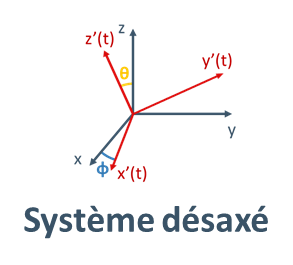 z
z’(t)
θ
y’(t)
y
x
ϕ
x’(t)
Système désaxé